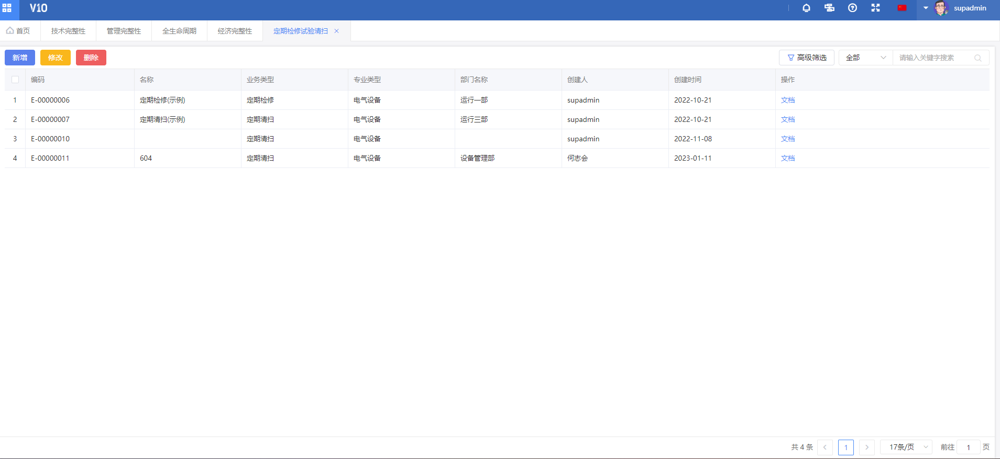 V10 supadmin
首页 技术完整性 管理完整性 全生命周期 经济完整性 定期检修试验清扫
新增 修改 删除 高级筛选 全部 请输入关键字搜索
编码 名称 业务类型 专业类型 部门名称 创建人 创建时间 操作
1 E-00000006 定期检修(示例) 定期检修 电气设备 运行一部 supadmin 2022-10-21 文档
2 E-00000007 定期清扫(示例) 定期清扫 电气设备 运行三部 supadmin 2022-10-21 文档
3 E-00000010 定期清扫 电气设备 supadmin 2022-11-08 文档
4 E-00000011 604 定期清扫 电气设备 设备管理部 何志会 2023-01-11 文档
共 4 条 1 17条/页 前往 1 页